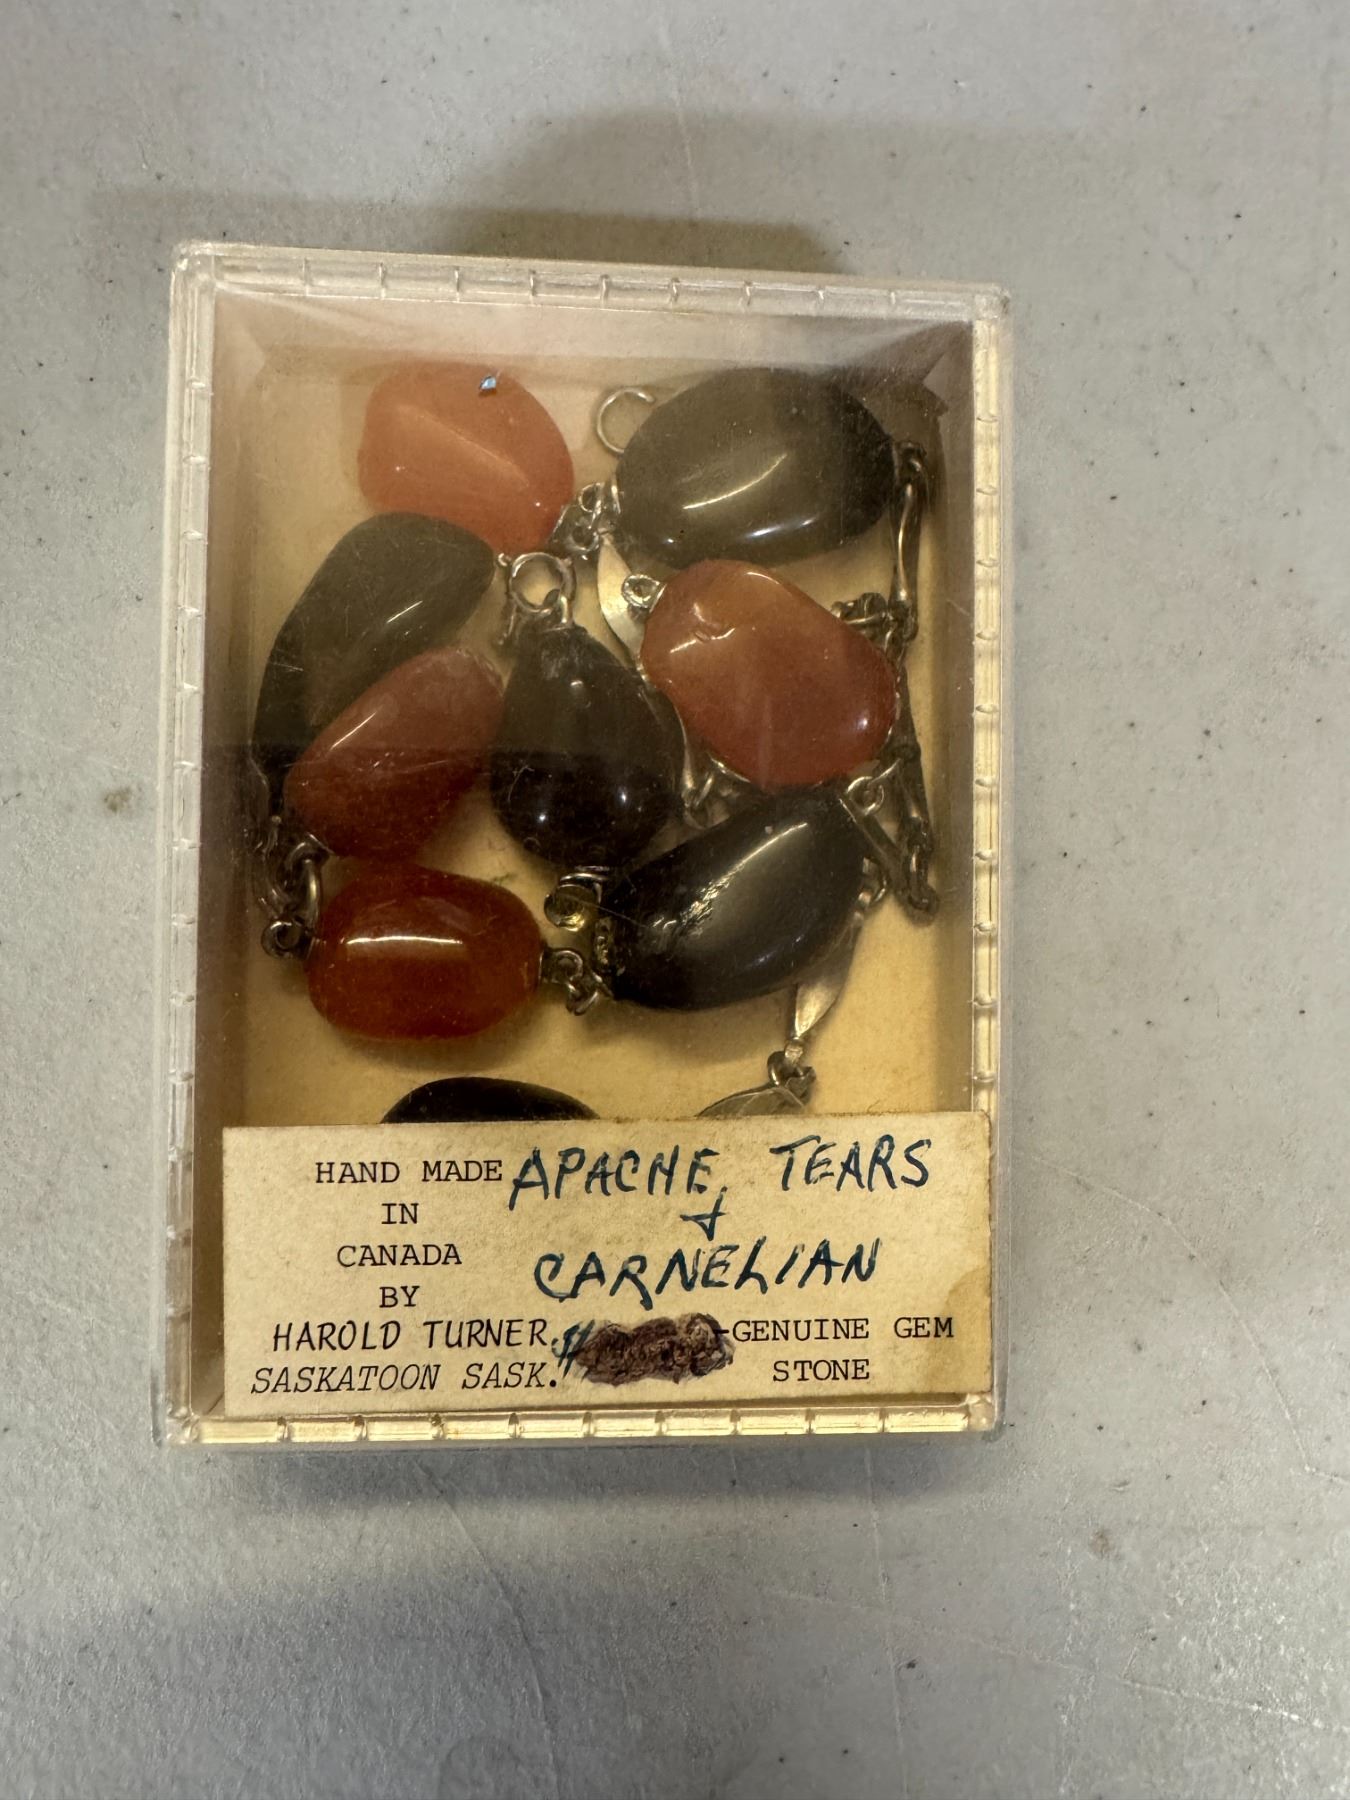 HAND MADE APACHE TEARS
IN +
CANADA CARNELIAN
BY
HAROLD TURNER. $ -GENUINE GEM
SASKATOON SASK. STONE